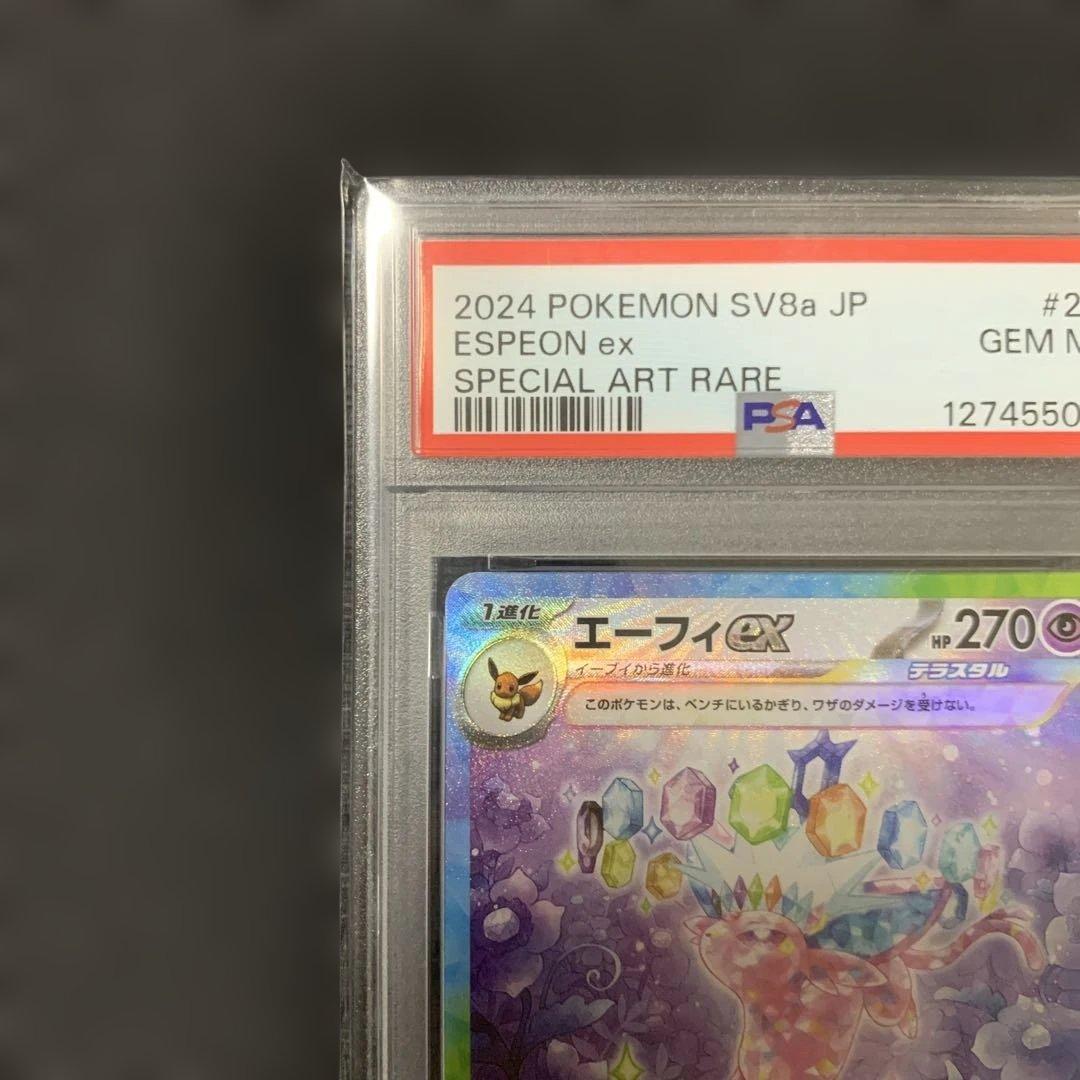 2024 POKEMON SV8a JP #2
ESPEON ex GEM M
SPECIAL ART RARE
PSA 1274550
1進化 エーフィex HP 270
イーブイから進化 テラスタル
このポケモンは、ベンチにいるかぎり、ワザのダメージを受けない。